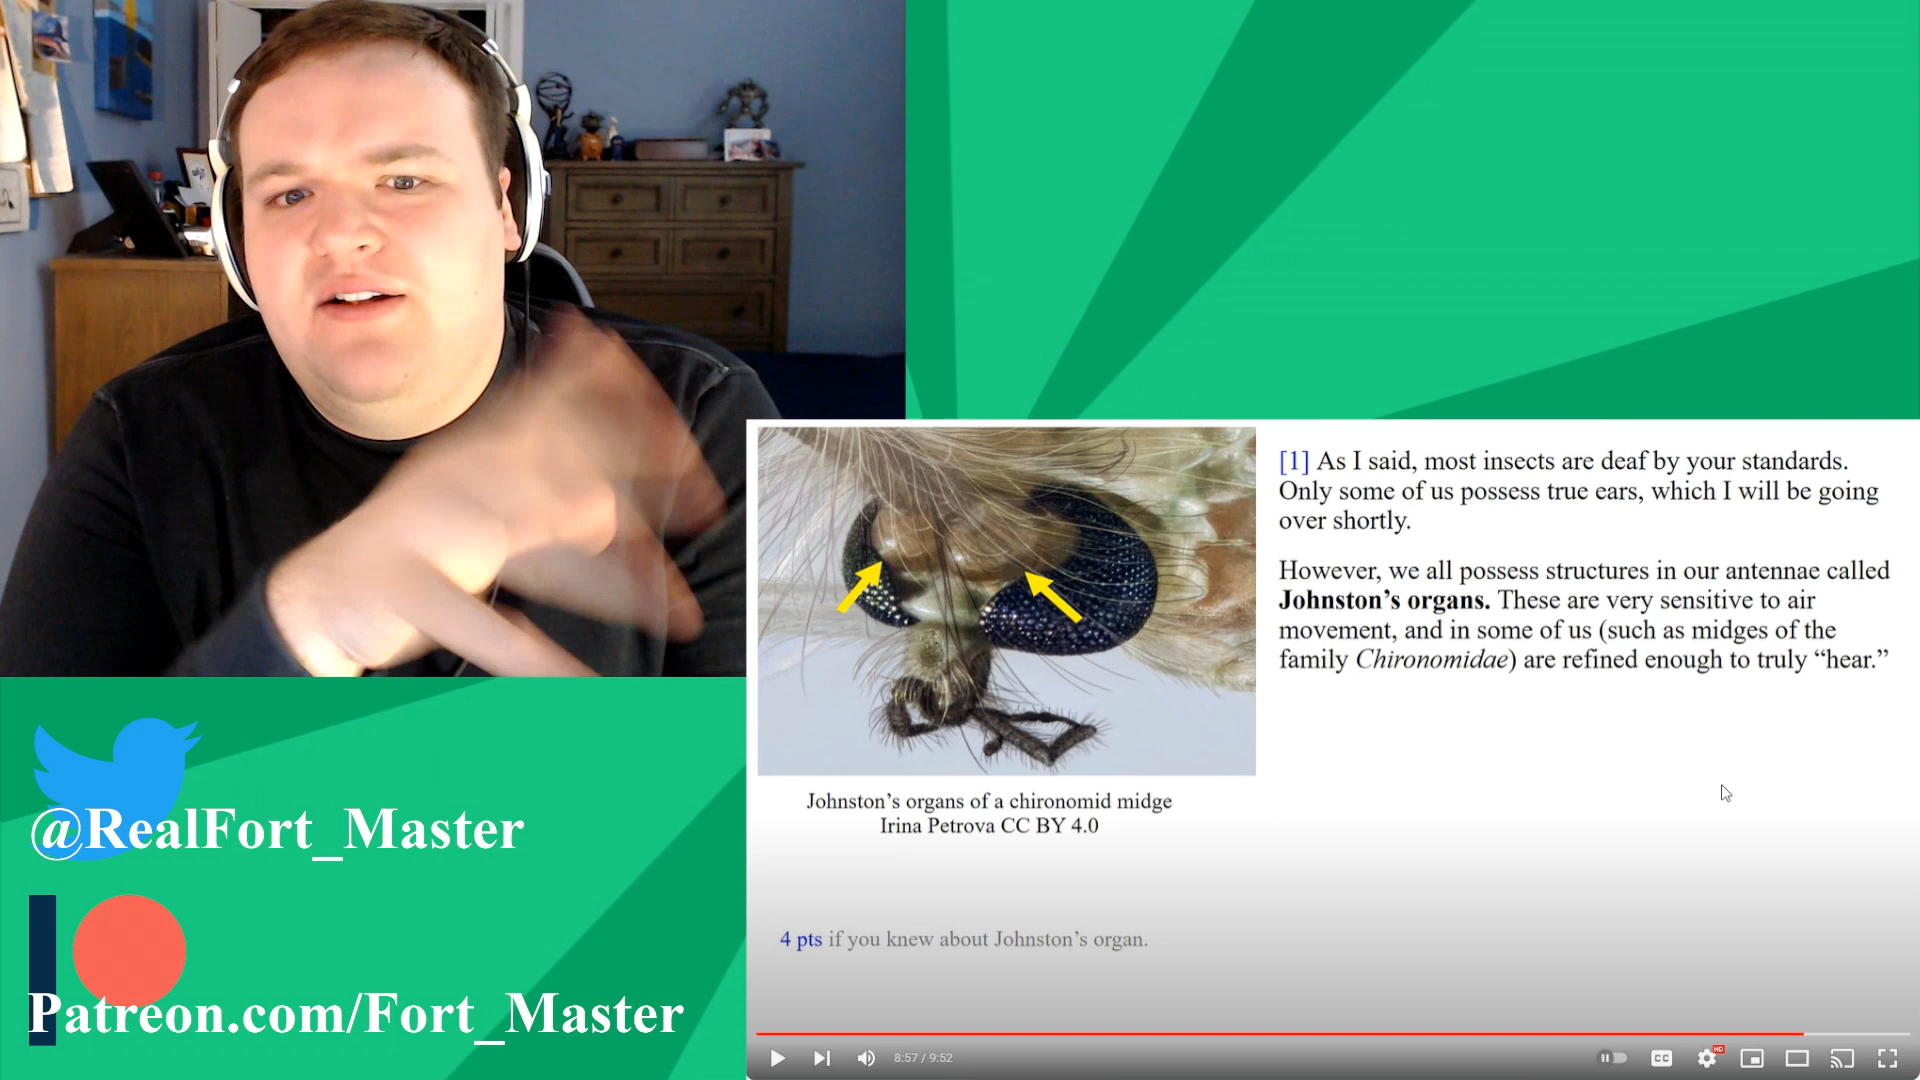 [1] As I said, most insects are deaf by your standards.
Only some of us possess true ears, which I will be going
over shortly.
However, we all possess structures in our antennae called
Johnston's organs. These are very sensitive to air
movement, and in some of us (such as midges of the
family Chironomidae) are refined enough to truly “hear.”
Johnston's organs of a chironomid midge
Irina Petrova CC BY 4.0
4 pts if you knew about Johnston's organ.
@RealFort_Master
Patreon.com/Fort_Master
8:57 / 9:52
CC
HD